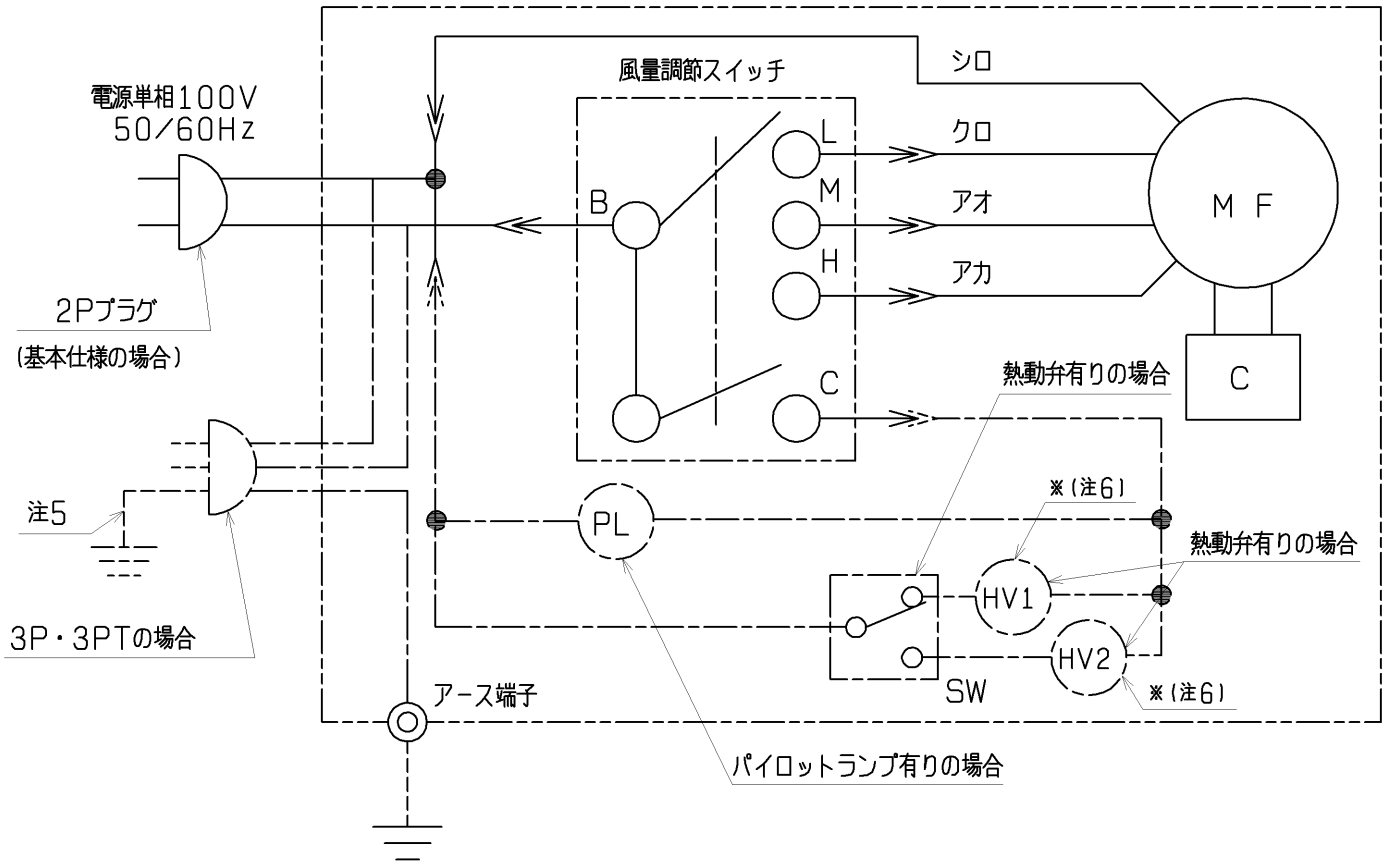 シロ
風量調節スイッチ
電源単相100V
50/60Hz
L
クロ
M
B
アオ
M F
H
アカ
2Pプラグ
(基本仕様の場合)
C
熱動弁有りの場合
C
※(注6)
注5
PL
熱動弁有りの場合
HV1
3P・3PTの場合
HV2
アース端子
SW
※(注6)
パイロットランプ有りの場合